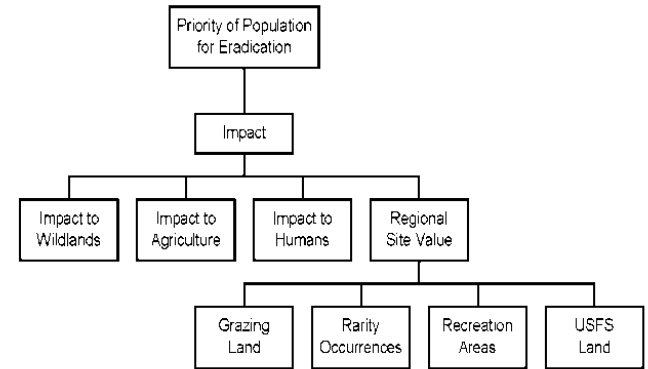 Priority of Population
for Eradication
Impact
Impact to
Wildlands
Impact to
Agriculture
Impact to
Humans
Regional
Site Value
Grazing
Land
Rarity
Occurrences
Recreation
Areas
USFS
Land